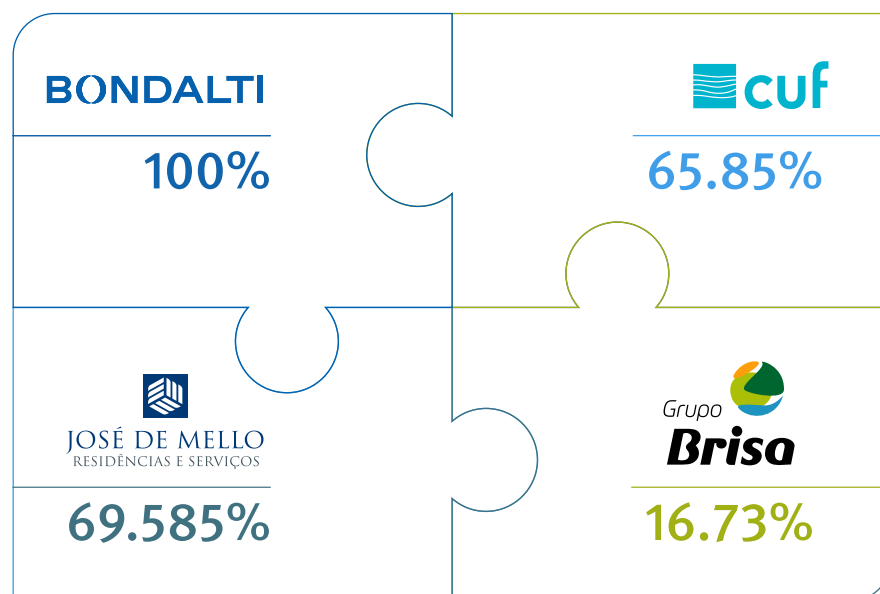 BONDALTI
100%
cuf
65.85%
JOSÉ DE MELLO
RESIDÊNCIAS E SERVIÇOS
69.585%
Grupo
Brisa
16.73%